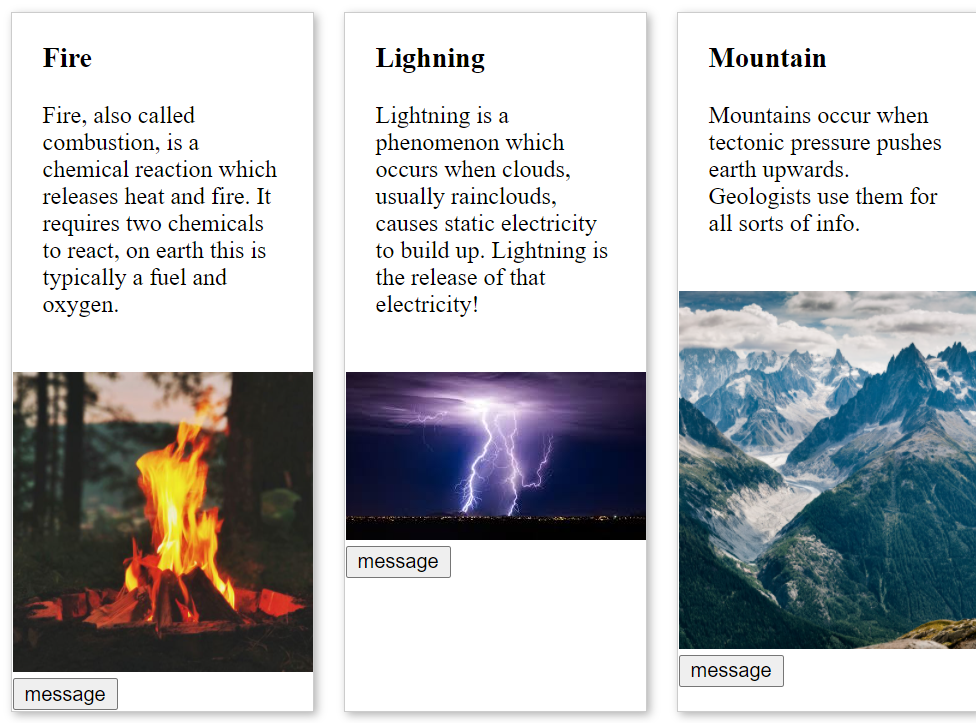 Fire
Fire, also called
combustion, is a
chemical reaction which
releases heat and fire. It
requires two chemicals
to react, on earth this is
typically a fuel and
oxygen.
message
Lighning
Lightning is a
phenomenon which
occurs when clouds,
usually rainclouds,
causes static electricity
to build up. Lightning is
the release of that
electricity!
message
Mountain
Mountains occur when
tectonic pressure pushes
earth upwards.
Geologists use them for
all sorts of info.
message